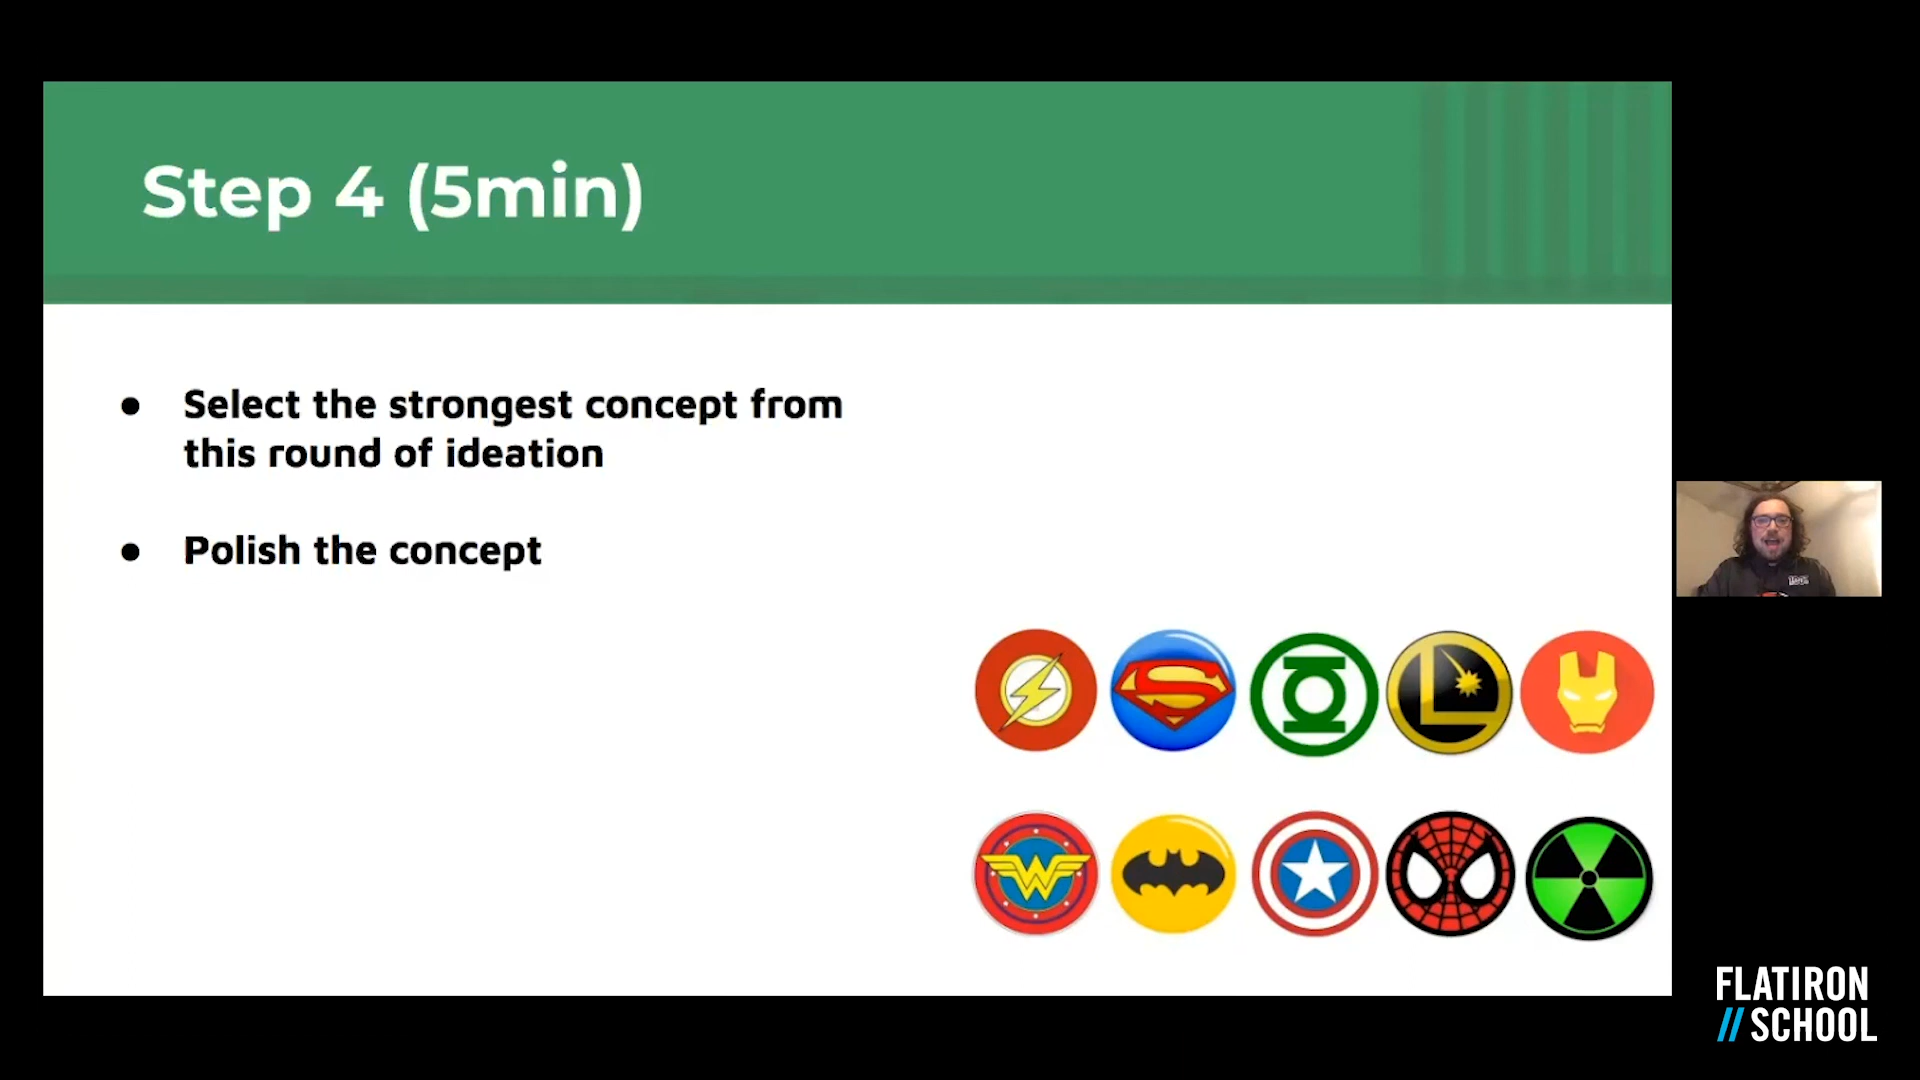 Step 4 (5min)
● Select the strongest concept from
this round of ideation
● Polish the concept
FLATIRON
// SCHOOL